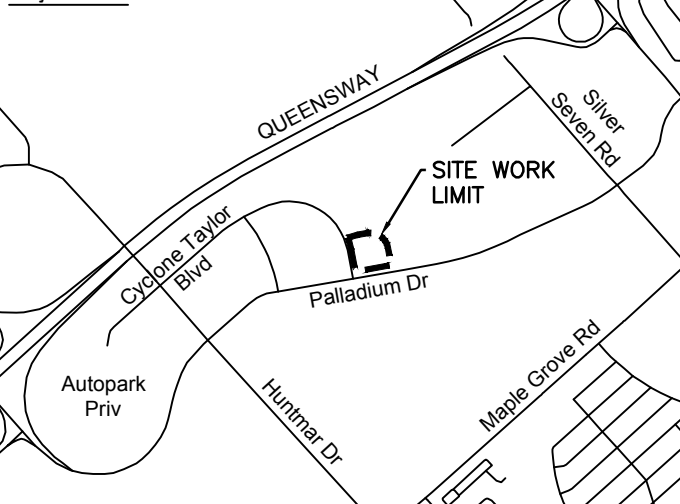 QUEENSWAY
Silver
Seven Rd
SITE WORK
LIMIT
Cyclone Taylor
Blvd
Palladium Dr
Autopark
Priv
Huntmar Dr
Maple Grove Rd